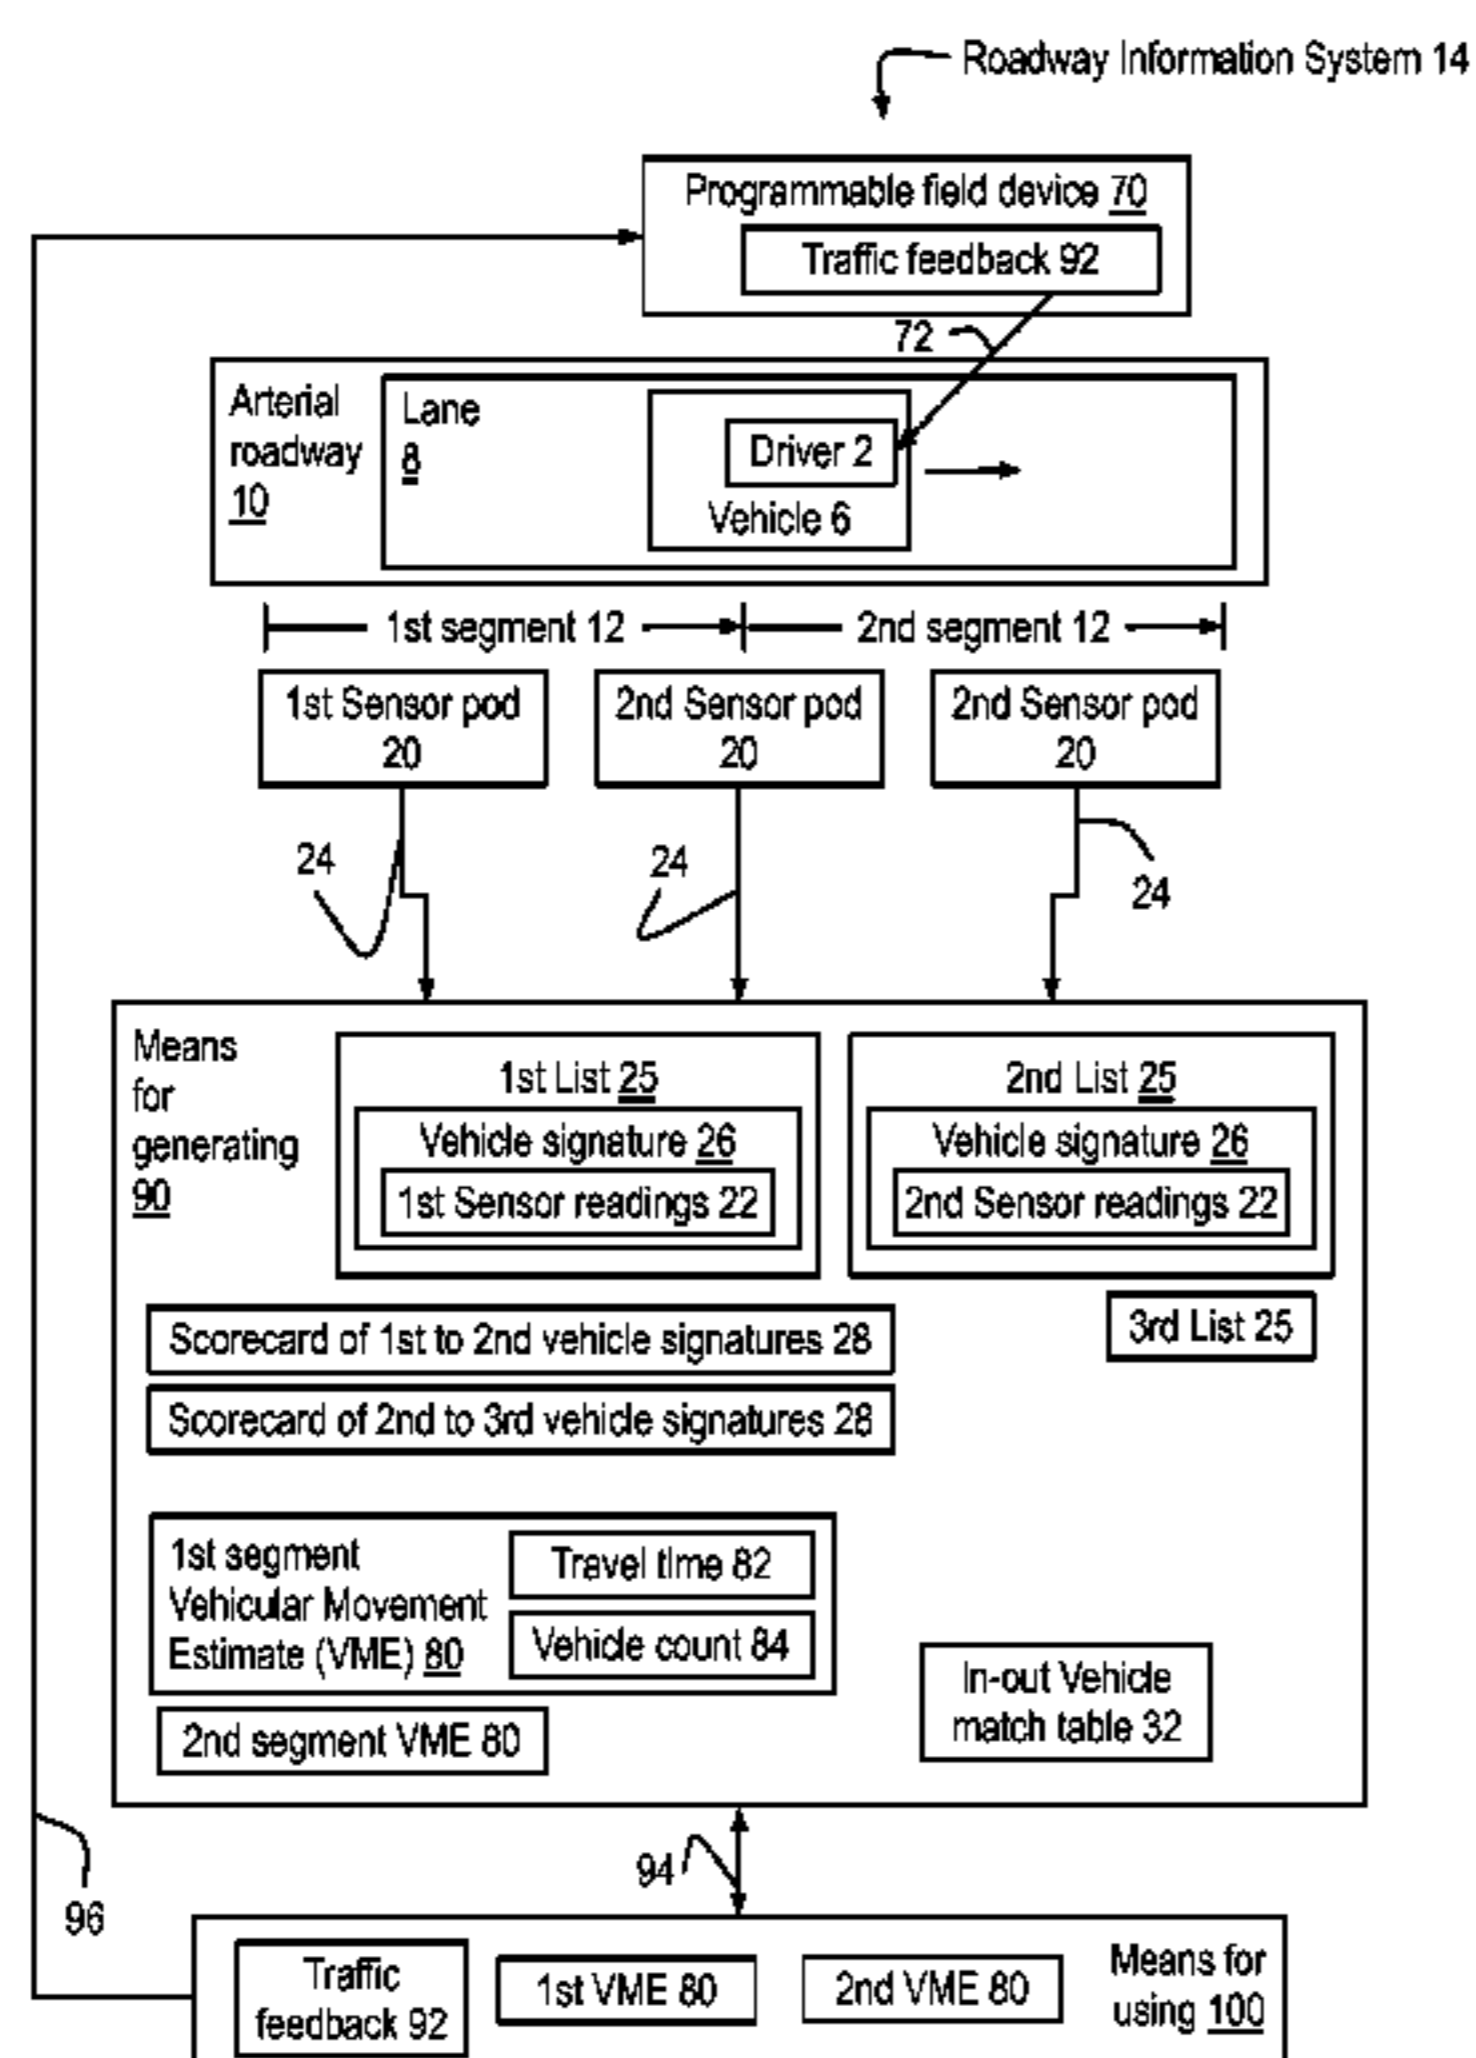 Roadway Information System 14
Programmable field device 70
Traffic feedback 92
72
Arterial
roadway
10
Lane
8
Driver 2
Vehicle 6
1st segment 12
2nd segment 12
1st Sensor pod
20
2nd Sensor pod
20
2nd Sensor pod
20
24
24
24
Means
for
generating
90
1st List 25
Vehicle signature 26
1st Sensor readings 22
2nd List 25
Vehicle signature 26
2nd Sensor readings 22
3rd List 25
Scorecard of 1st to 2nd vehicle signatures 28
Scorecard of 2nd to 3rd vehicle signatures 28
1st segment
Vehicular Movement
Estimate (VME) 80
Travel time 82
Vehicle count 84
2nd segment VME 80
In-out Vehicle
match table 32
94
96
Traffic
feedback 92
1st VME 80
2nd VME 80
Means for
using 100